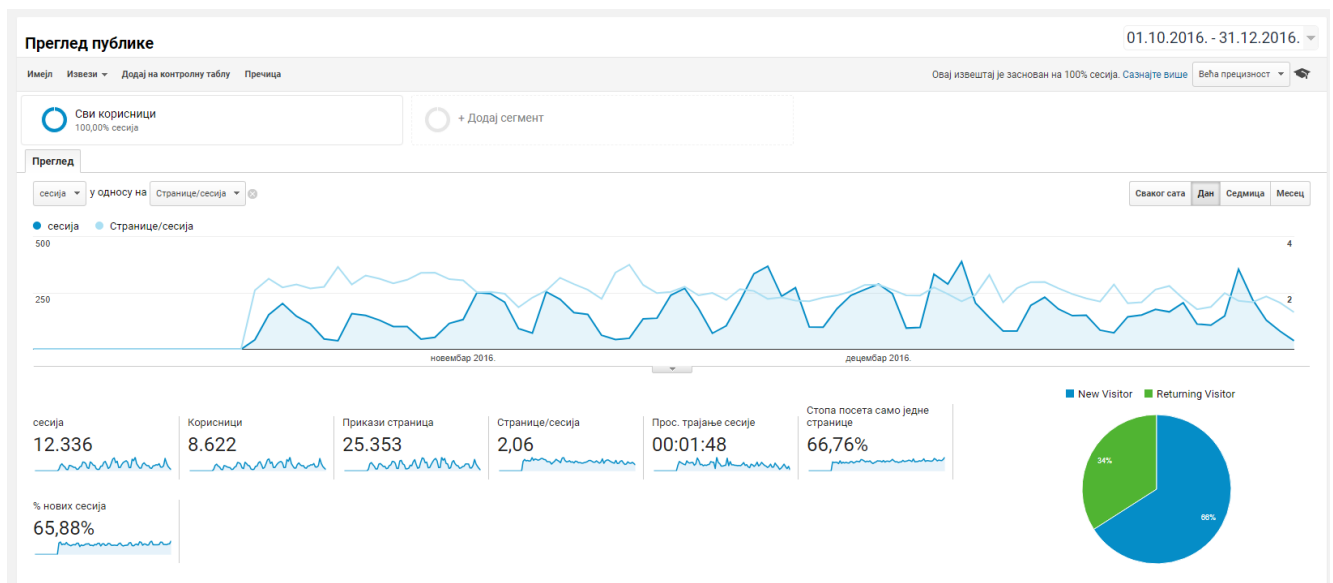 Преглед публике
01.10.2016. - 31.12.2016.
Имејл Извези Додај на контролну таблу Пречица
Овај извештај је заснован на 100% сесија. Сазнајте више Већа прецизност
Сви корисници
100,00% сесија
+ Додај сегмент
Преглед
сесија у односу на Странице/сесија
Сваког сата Дан Седмица Месец
сесија Странице/сесија
500 4
250 2
новембар 2016. децембар 2016.
New Visitor Returning Visitor
сесија
12.336
Корисници
8.622
Прикази страница
25.353
Странице/сесија
2,06
Прос. трајање сесије
00:01:48
Стопа посета само једне
странице
66,76%
34%
66%
% нових сесија
65,88%